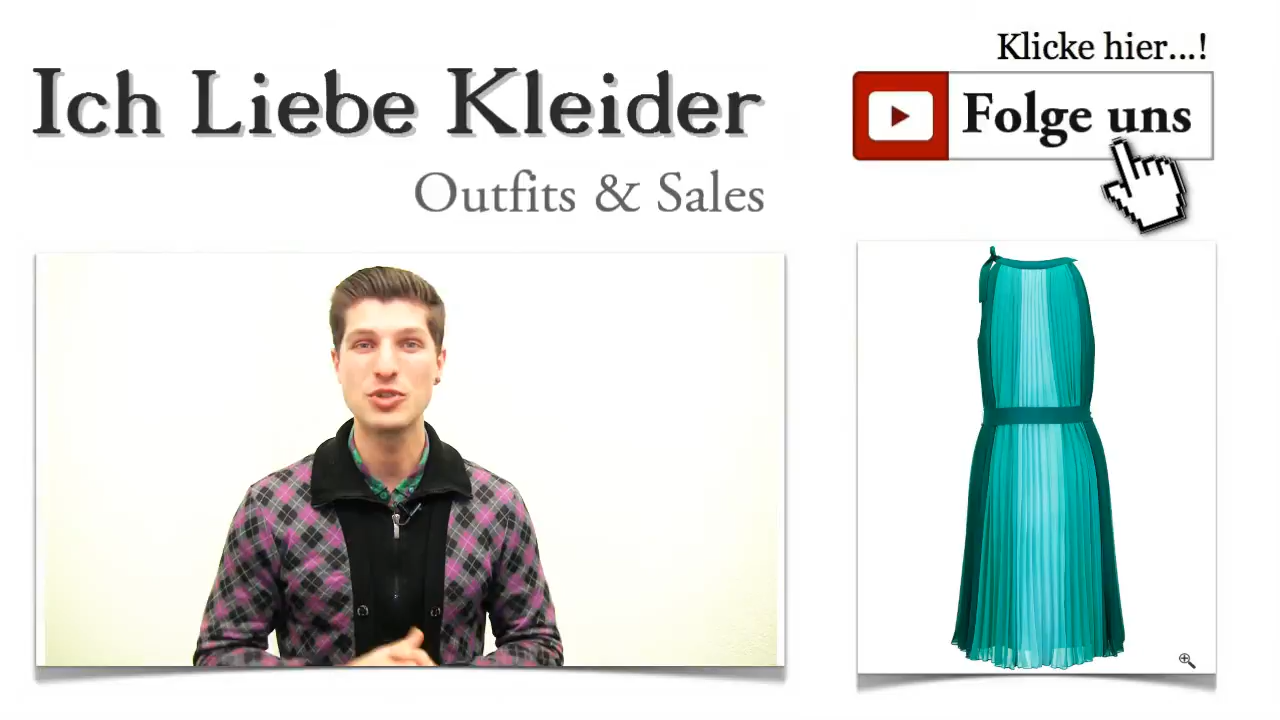 Ich Liebe Kleider
Outfits & Sales
Klicke hier...!
Folge uns